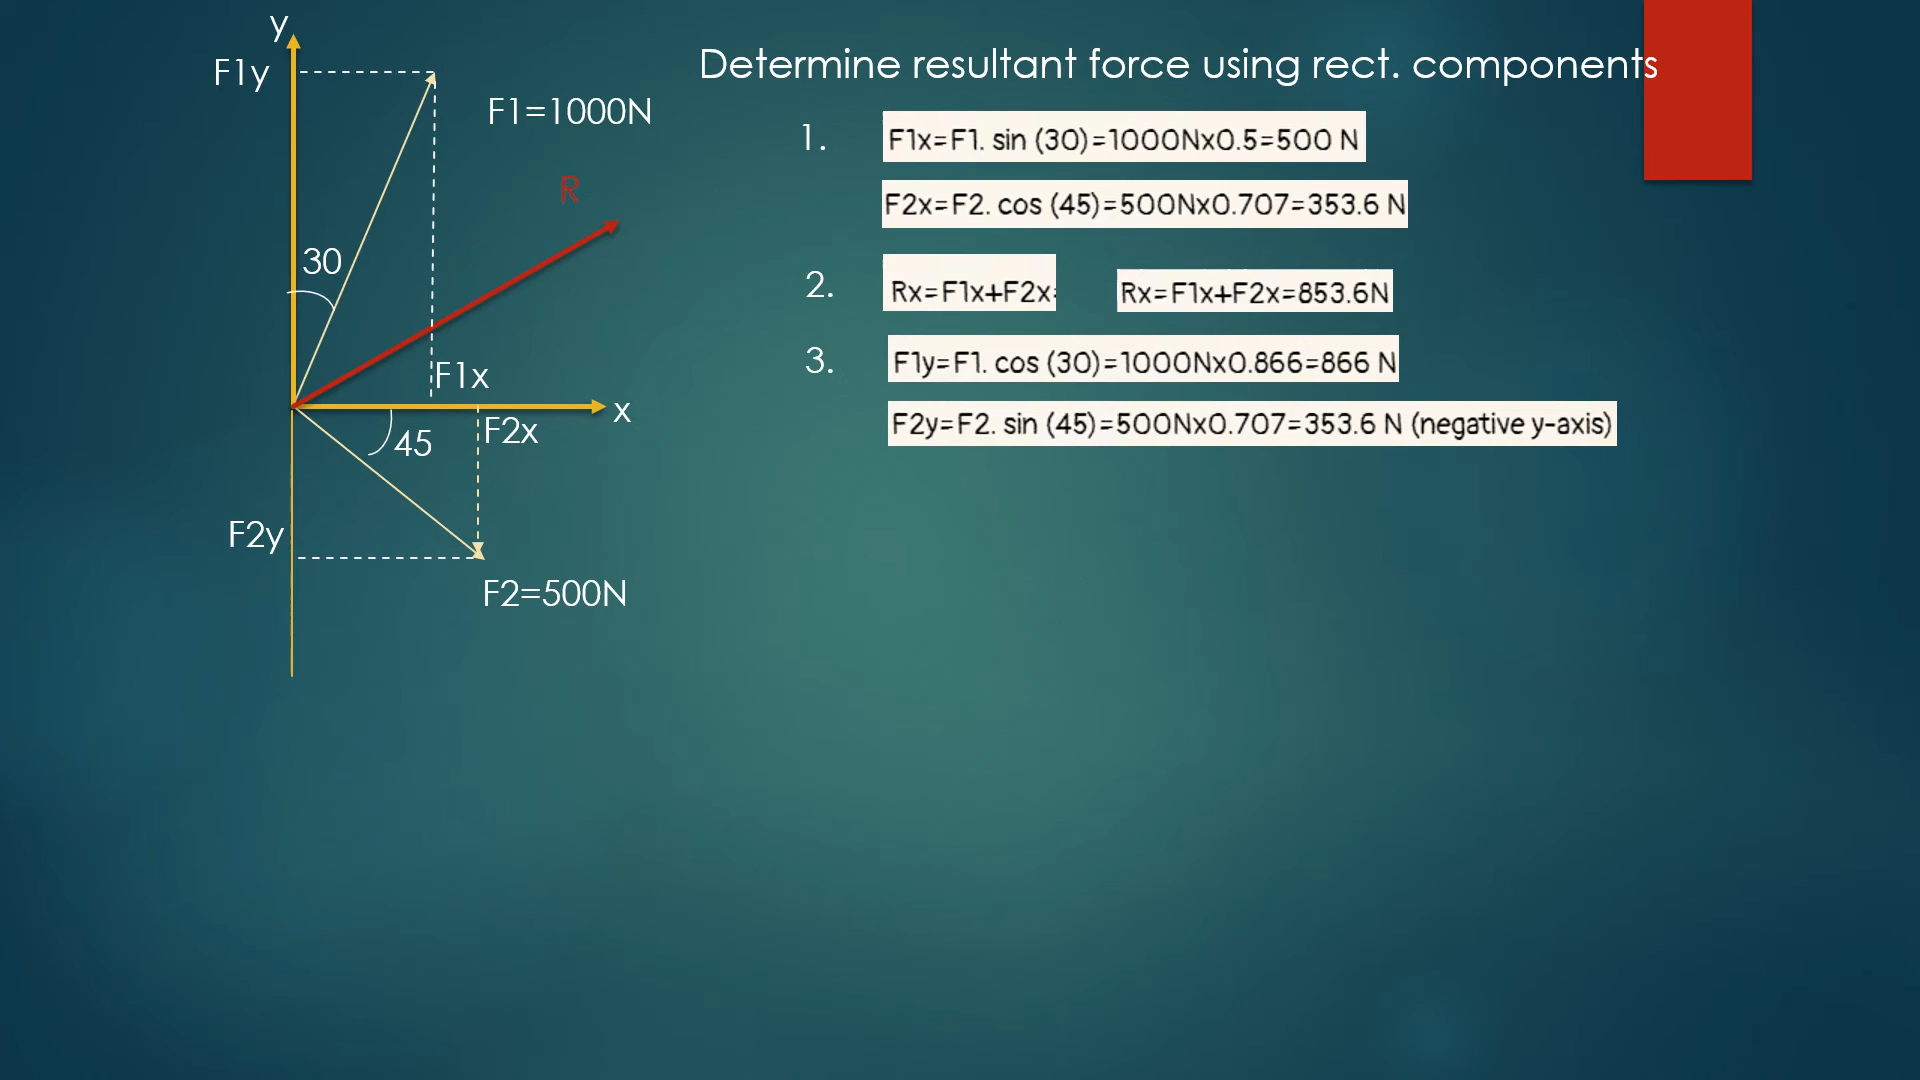 y
F1y
F1=1000N
R
30
F1x
x
F2x
45
F2y
F2=500N
Determine resultant force using rect. components
1. F1x=F1. sin (30)=1000Nx0.5=500 N
F2x=F2. cos (45)=500Nx0.707=353.6 N
2. Rx=F1x+F2x= Rx=F1x+F2x=853.6N
3. F1y=F1. cos (30)=1000Nx0.866=866 N
F2y=F2. sin (45)=500Nx0.707=353.6 N (negative y-axis)